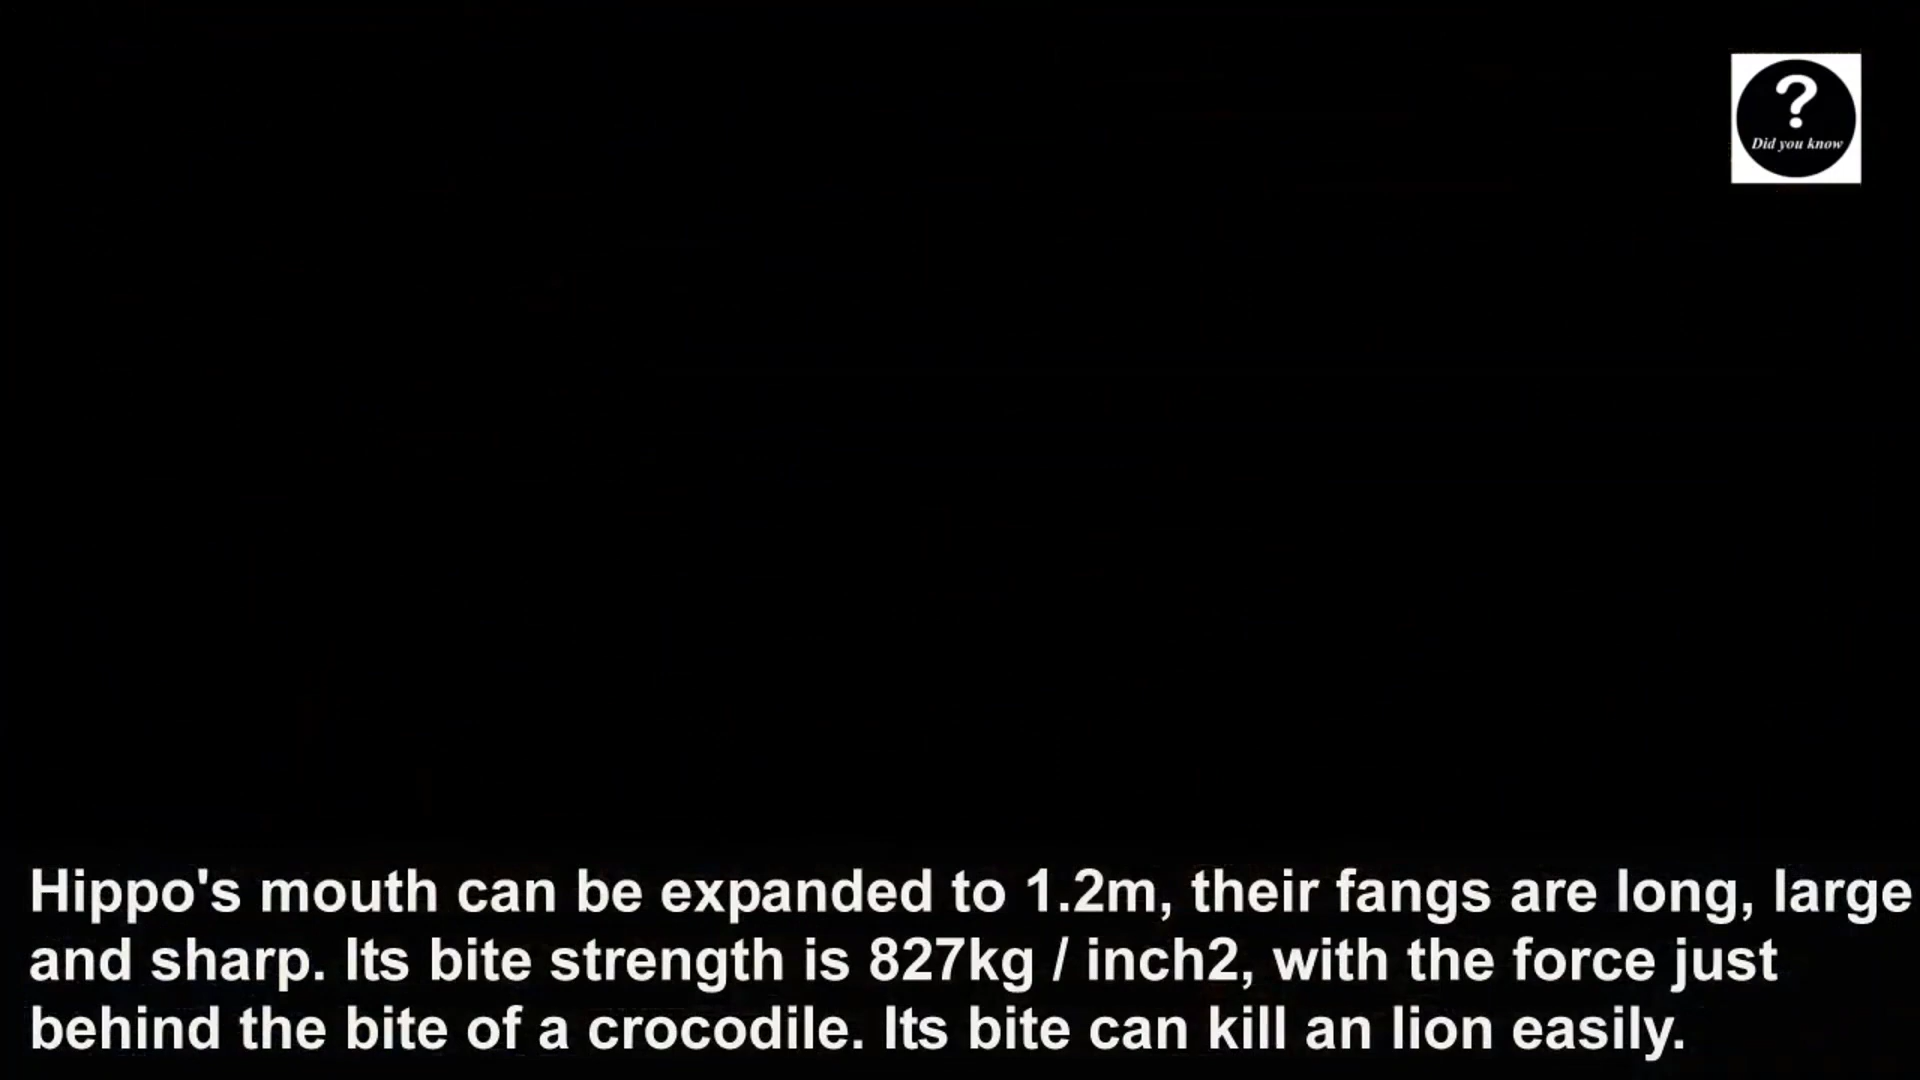 ?
Did you know
Hippo's mouth can be expanded to 1.2m, their fangs are long, large
and sharp. Its bite strength is 827kg / inch2, with the force just
behind the bite of a crocodile. Its bite can kill an lion easily.